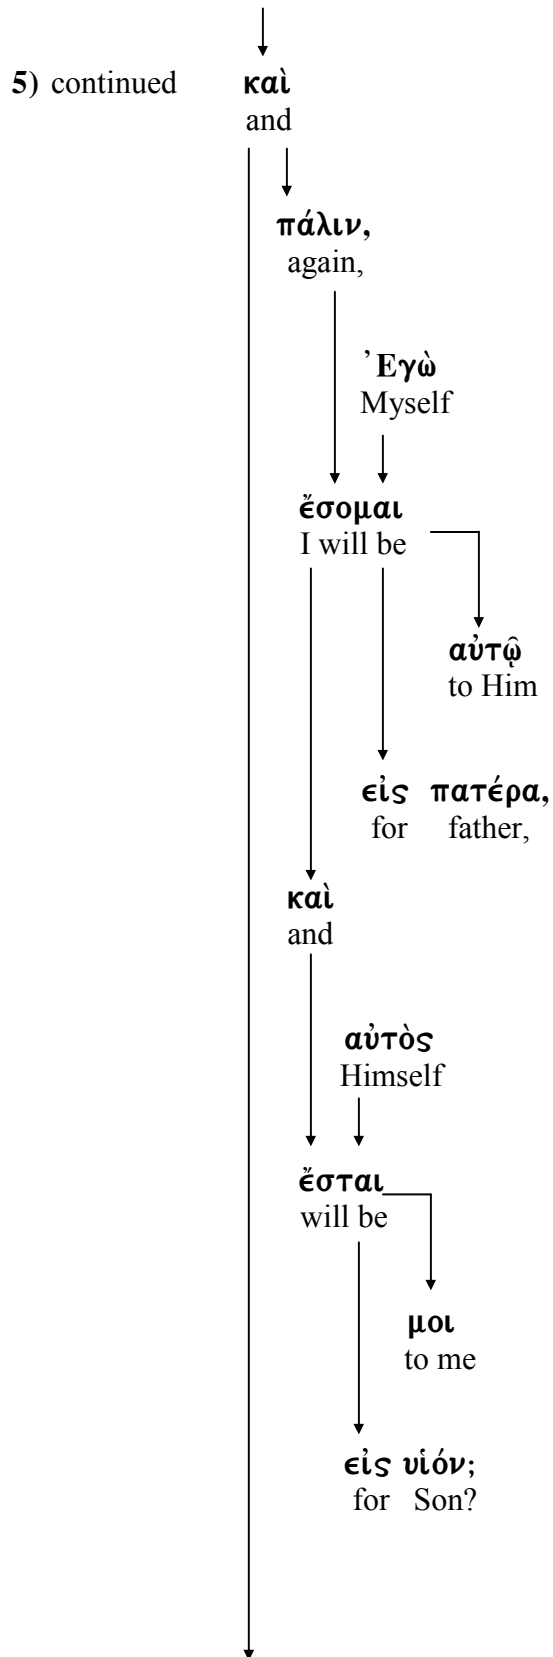 5) continued καὶ
and
πάλιν,
again,
Ἐγὼ
Myself
ἔσομαι
I will be
αὐτῷ
to Him
εἰς πατέρα,
for father,
καὶ
and
αὐτὸς
Himself
ἔσται
will be
μοι
to me
εἰς υἱόν;
for Son?